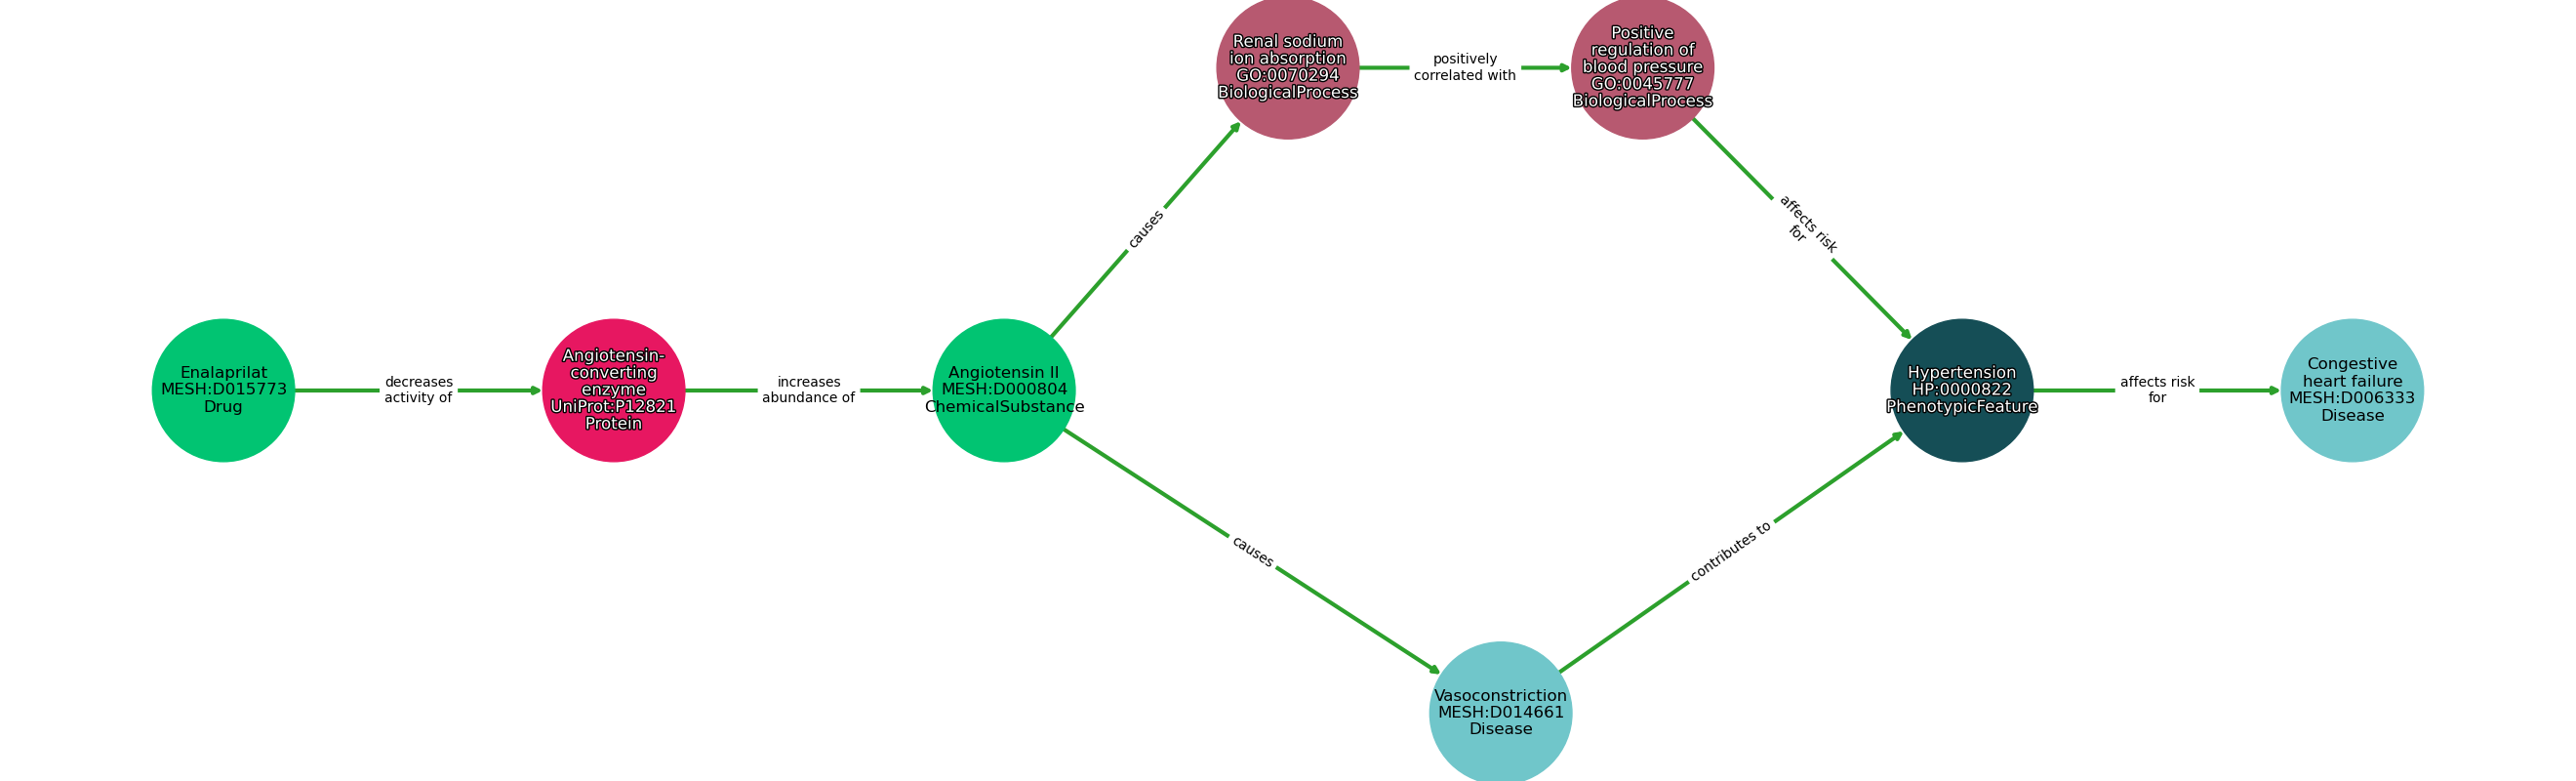 Renal sodium
ion absorption
GO:0070294
BiologicalProcess
positively
correlated with
Positive
regulation of
blood pressure
GO:0045777
BiologicalProcess
causes
affects risk
for
Enalaprilat
MESH:D015773
Drug
decreases
activity of
Angiotensin-
converting
enzyme
UniProt:P12821
Protein
increases
abundance of
Angiotensin II
MESH:D000804
ChemicalSubstance
Hypertension
HP:0000822
PhenotypicFeature
affects risk
for
Congestive
heart failure
MESH:D006333
Disease
causes
contributes to
Vasoconstriction
MESH:D014661
Disease